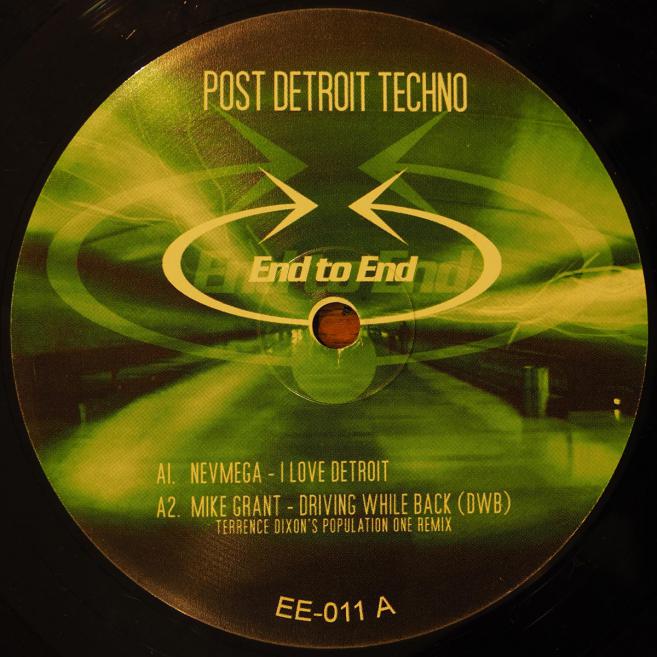 POST DETROIT TECHNO
End to End
A1. NEVMEGA - I LOVE DETROIT
A2. MIKE GRANT - DRIVING WHILE BACK (DWB)
TERRENCE DIXON'S POPULATION ONE REMIX
EE-011 A